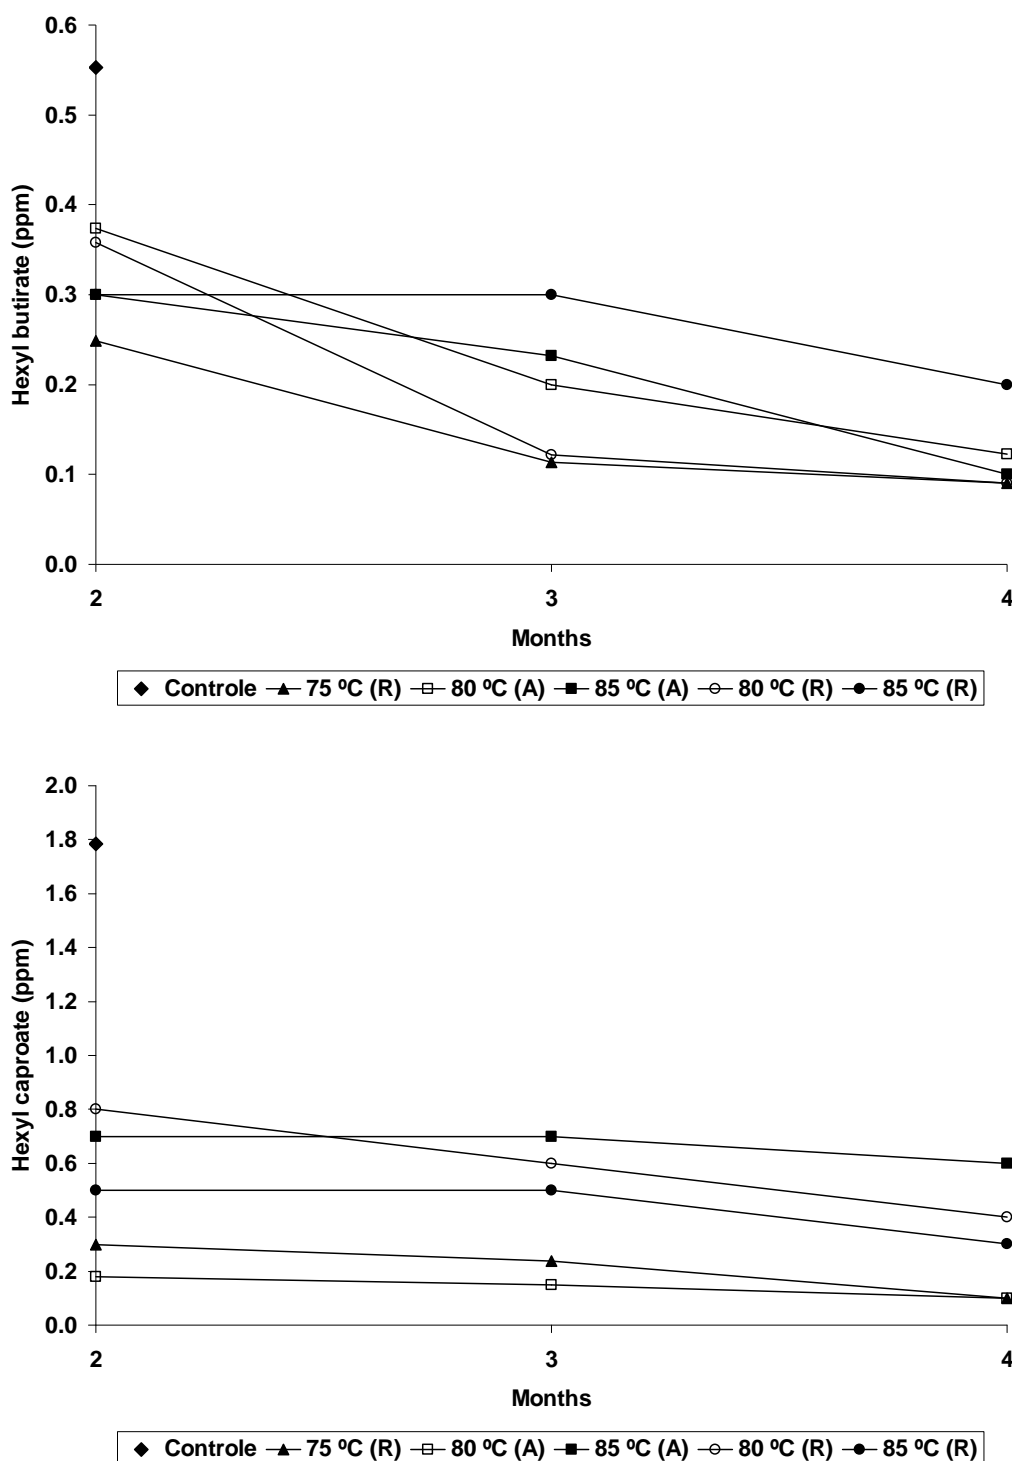 0.6
0.5
0.4
0.3
0.2
0.1
0.0
Hexyl butirate (ppm)
2 3 4
Months
Controle 75 ºC (R) 80 ºC (A) 85 ºC (A) 80 ºC (R) 85 ºC (R)
2.0
1.8
1.6
1.4
1.2
1.0
0.8
0.6
0.4
0.2
0.0
Hexyl caproate (ppm)
2 3 4
Months
Controle 75 ºC (R) 80 ºC (A) 85 ºC (A) 80 ºC (R) 85 ºC (R)